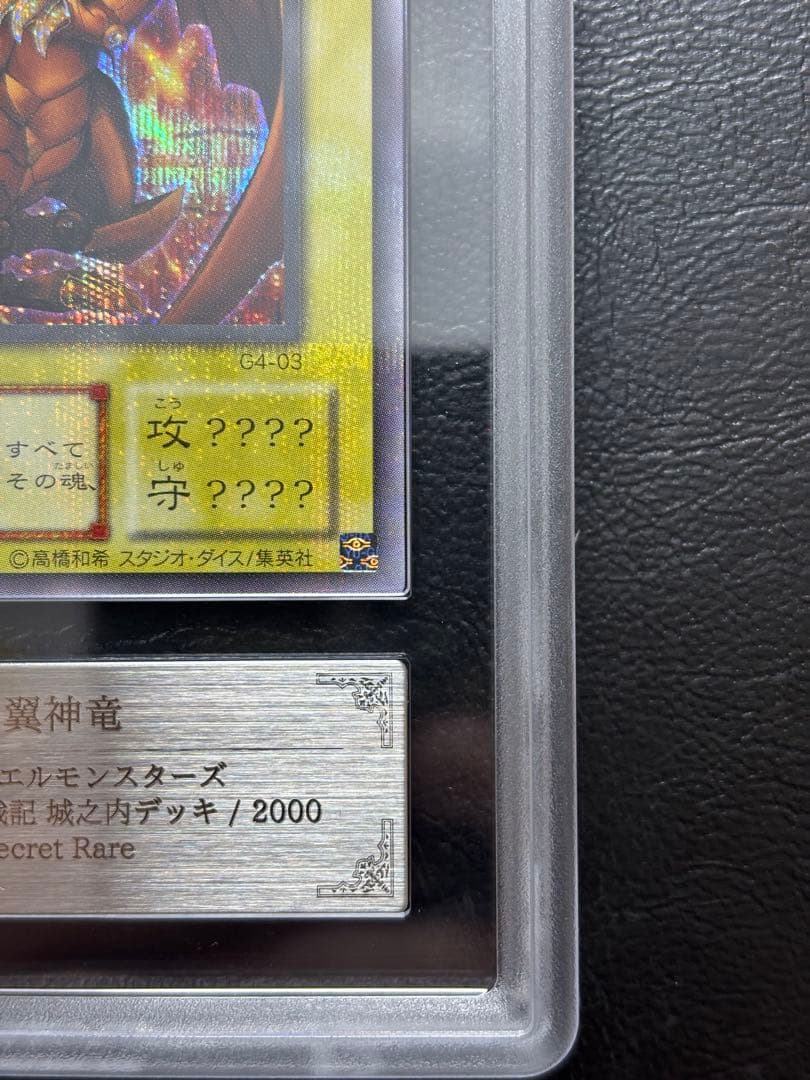 G4-03
こう
攻????
しゅ
守????
すべて
たましい
その魂、
©高橋和希 スタジオ・ダイス/集英社
翼神竜
エルモンスターズ
戦記 城之内デッキ / 2000
ecret Rare